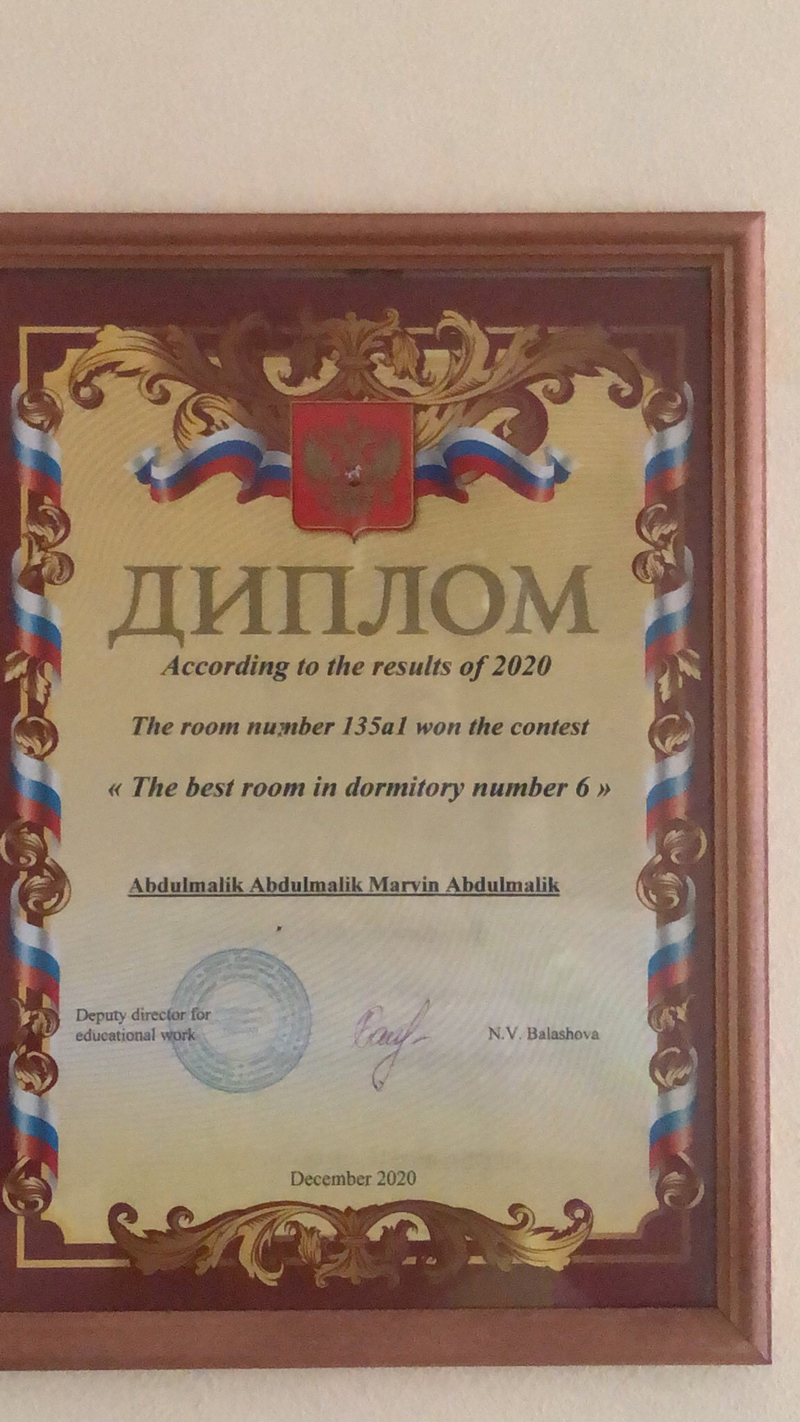 ДИПЛОМ
According to the results of 2020
The room number 135a1 won the contest
« The best room in dormitory number 6 »
Abdulmalik Abdulmalik Marvin Abdulmalik
Deputy director for
educational work
N.V. Balashova
December 2020